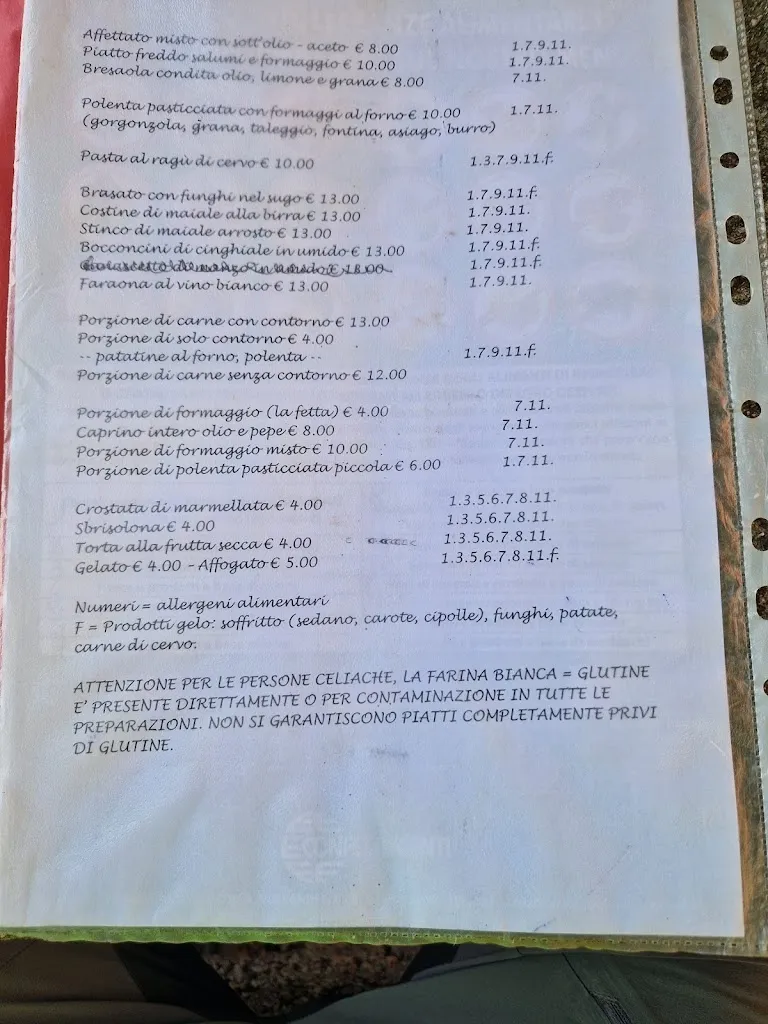 Affettato misto con sott'olio - aceto € 8.00 1.7.9.11.
Piatto freddo salumi e formaggio € 10.00 1.7.9.11.
Bresaola condita olio, limone e grana € 8.00 7.11.
Polenta pasticciata con formaggi al forno € 10.00 1.7.11.
(gorgonzola, grana, taleggio, fontina, asiago, burro)
Pasta al ragù di cervo € 10.00 1.3.7.9.11.f.
Brasato con funghi nel sugo € 13.00 1.7.9.11.f.
Costine di maiale alla birra € 13.00 1.7.9.11.
Stinco di maiale arrosto € 13.00 1.7.9.11.
Bocconcini di cinghiale in umido € 13.00 1.7.9.11.f.
1.7.9.11.f.
Faraona al vino bianco € 13.00 1.7.9.11.
Porzione di carne con contorno € 13.00
Porzione di solo contorno € 4.00
-- patatine al forno, polenta -- 1.7.9.11.f.
Porzione di carne senza contorno € 12.00
Porzione di formaggio (la fetta) € 4.00 7.11.
Caprino intero olio e pepe € 8.00 7.11.
Porzione di formaggio misto € 10.00 7.11.
Porzione di polenta pasticciata piccola € 6.00 1.7.11.
Crostata di marmellata € 4.00 1.3.5.6.7.8.11.
Sbrisolona € 4.00 1.3.5.6.7.8.11.
Torta alla frutta secca € 4.00 1.3.5.6.7.8.11.
Gelato € 4.00 - Affogato € 5.00 1.3.5.6.7.8.11.f.
Numeri = allergeni alimentari
F = Prodotti gelo: soffritto (sedano, carote, cipolle), funghi, patate,
carne di cervo.
ATTENZIONE PER LE PERSONE CELIACHE, LA FARINA BIANCA = GLUTINE
E' PRESENTE DIRETTAMENTE O PER CONTAMINAZIONE IN TUTTE LE
PREPARAZIONI. NON SI GARANTISCONO PIATTI COMPLETAMENTE PRIVI
DI GLUTINE.